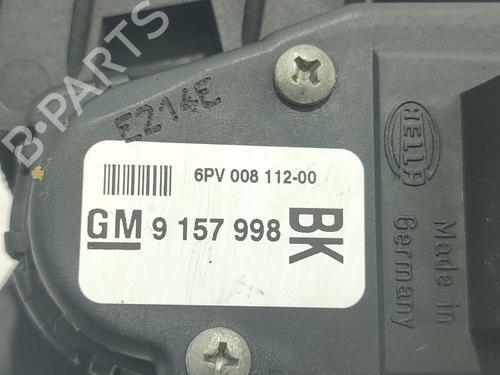 B-PARTS
E214E
HELLA
6PV 008 112-00
GM 9 157 998 BK
Made in
Germany